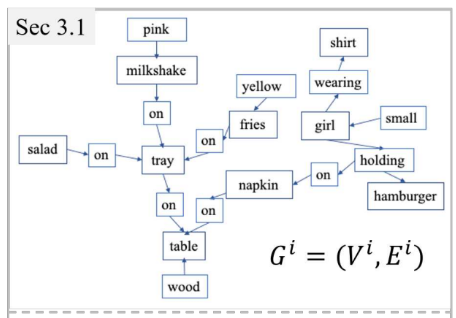 Sec 3.1
pink
shirt
milkshake
wearing
yellow
on
fries
girl
small
salad
on
tray
on
holding
napkin
on
hamburger
on
on
table
wood
G^i = (V^i, E^i)